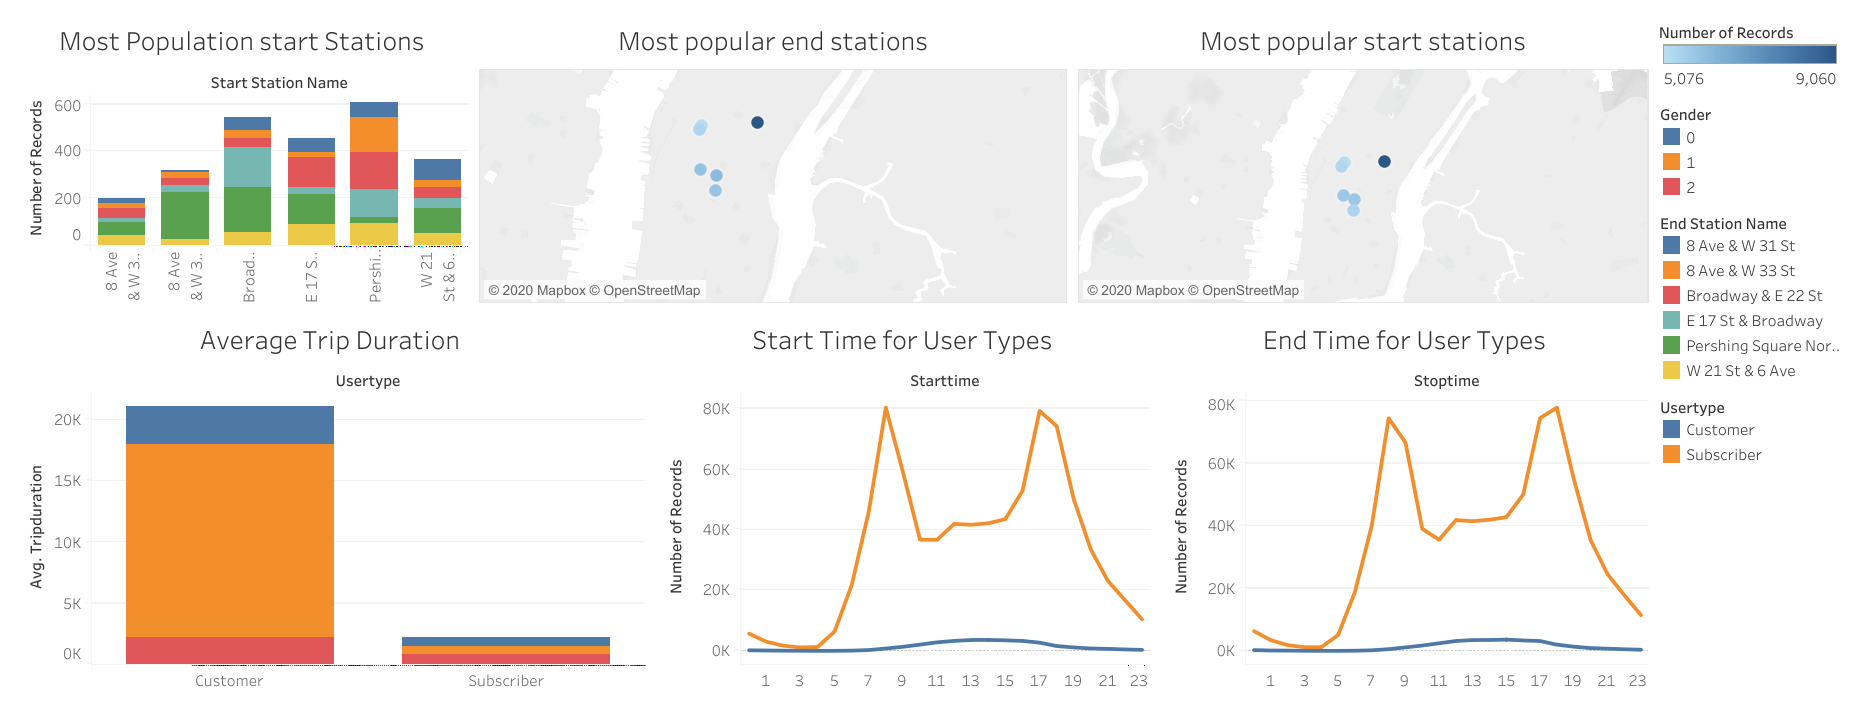 Most Population start Stations
Start Station Name
Number of Records
600
400
200
0
8 Ave
& W 3..
8 Ave
& W 3..
Broad..
E 17 S..
Pershi..
W 21
St & 6..
Most popular end stations
© 2020 Mapbox © OpenStreetMap
Most popular start stations
© 2020 Mapbox © OpenStreetMap
Number of Records
5,076 9,060
Gender
0
1
2
End Station Name
8 Ave & W 31 St
8 Ave & W 33 St
Broadway & E 22 St
E 17 St & Broadway
Pershing Square Nor..
W 21 St & 6 Ave
Usertype
Customer
Subscriber
Average Trip Duration
Usertype
Avg. Tripduration
20K
15K
10K
5K
0K
Customer Subscriber
Start Time for User Types
Starttime
Number of Records
80K
60K
40K
20K
0K
1 3 5 7 9 11 13 15 17 19 21 23
End Time for User Types
Stoptime
Number of Records
80K
60K
40K
20K
0K
1 3 5 7 9 11 13 15 17 19 21 23